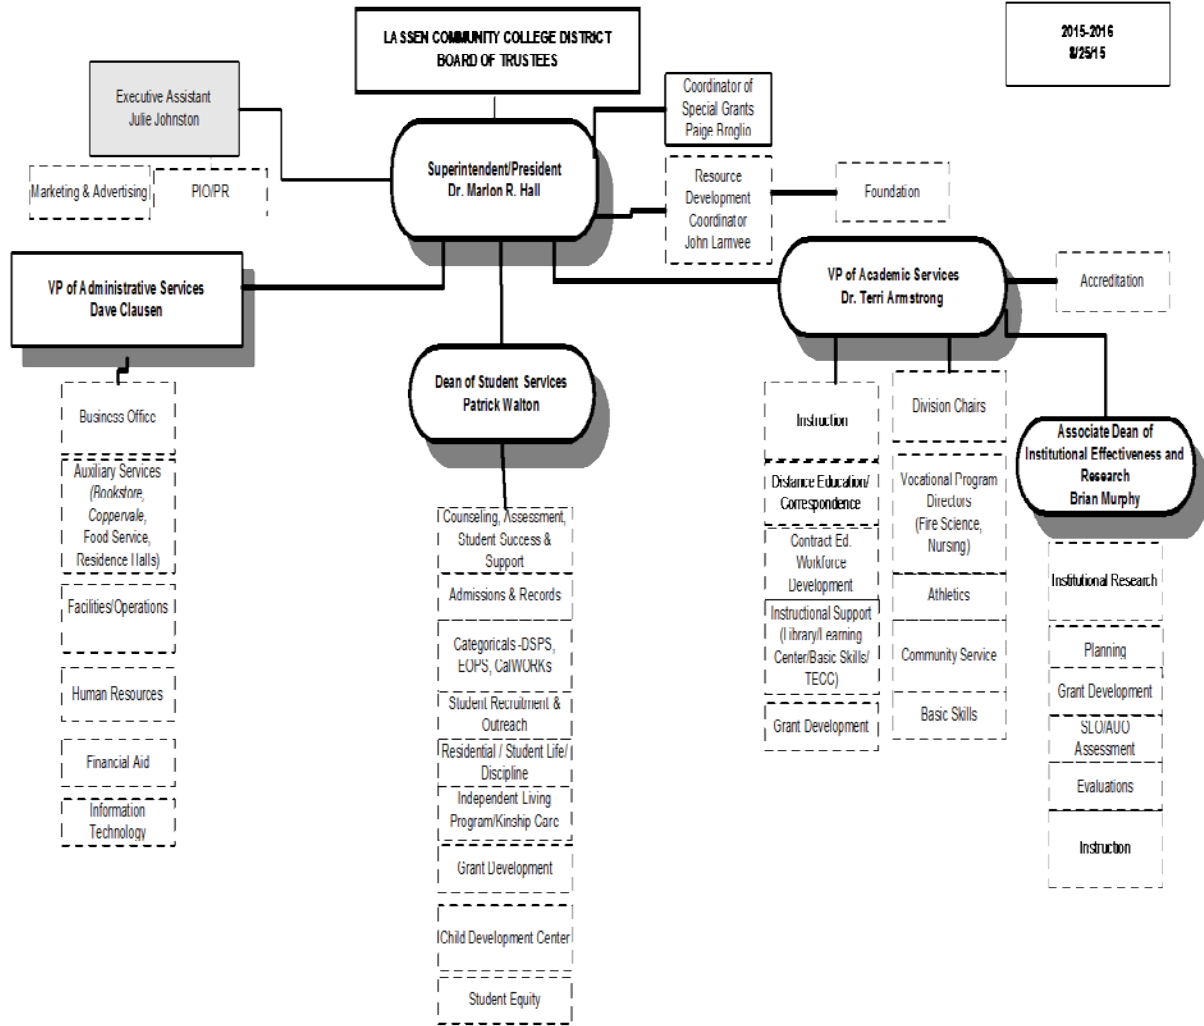 LASSEN COMMUNITY COLLEGE DISTRICT
BOARD OF TRUSTEES
2015-2016
8/25/15
Executive Assistant
Julie Johnston
Coordinator of
Special Grants
Paige Broglio
Marketing & Advertising
PIO/PR
Superintendent/President
Dr. Marlon R. Hall
Resource
Development
Coordinator
John Larrivee
Foundation
VP of Administrative Services
Dave Clausen
VP of Academic Services
Dr. Terri Armstrong
Accreditation
Dean of Student Services
Patrick Walton
Associate Dean of
Institutional Effectiveness and
Research
Brian Murphy
Business Office
Auxiliary Services
(Bookstore,
Coppervale,
Food Service,
Residence Halls)
Facilities/Operations
Human Resources
Financial Aid
Information
Technology
Counseling, Assessment,
Student Success &
Support
Admissions & Records
Categoricals -DSPS,
EOPS, CalWORKs
Student Recruitment &
Outreach
Residential / Student Life/
Discipline
Independent Living
Program/Kinship Care
Grant Development
Child Development Center
Student Equity
Instruction
Distance Education/
Correspondence
Contract Ed.
Workforce
Development
Instructional Support
(Library/Learning
Center/Basic Skills/
TECC)
Grant Development
Division Chairs
Vocational Program
Directors
(Fire Science,
Nursing)
Athletics
Community Service
Basic Skills
Institutional Research
Planning
Grant Development
SLO/AUO
Assessment
Evaluations
Instruction